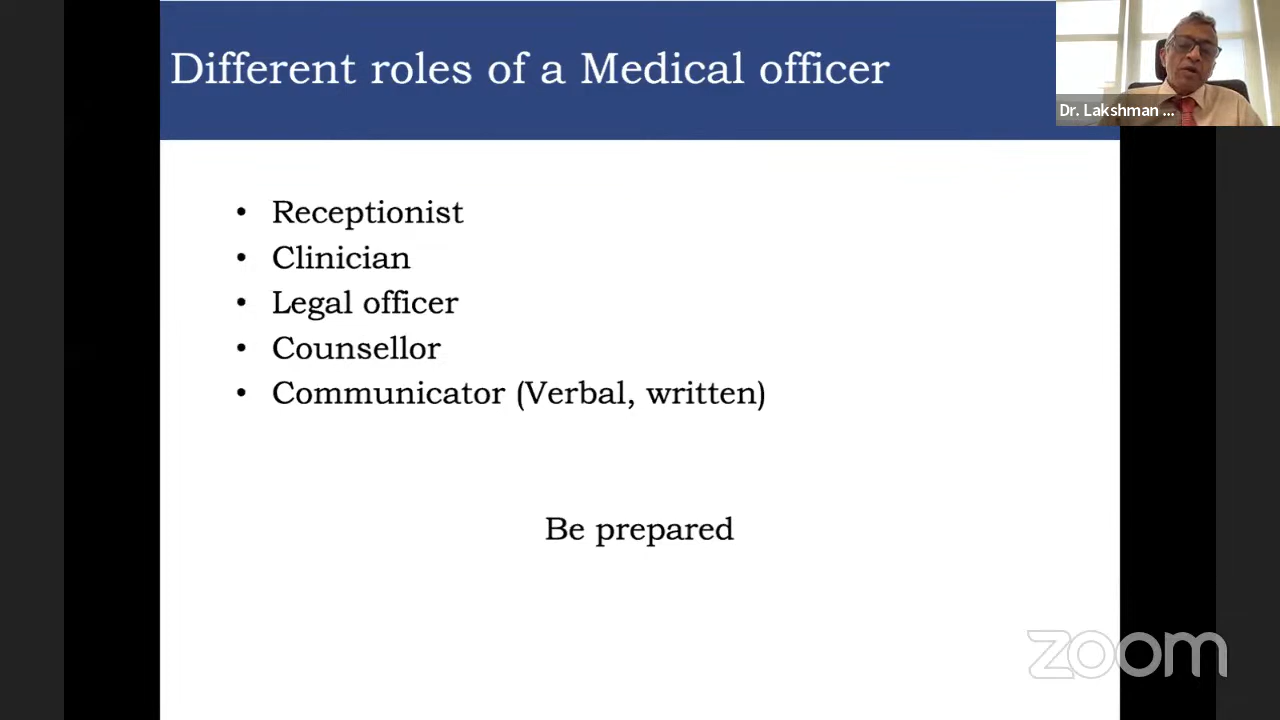 Different roles of a Medical officer
Dr. Lakshman ...
• Receptionist
• Clinician
• Legal officer
• Counsellor
• Communicator (Verbal, written)
Be prepared
zoom